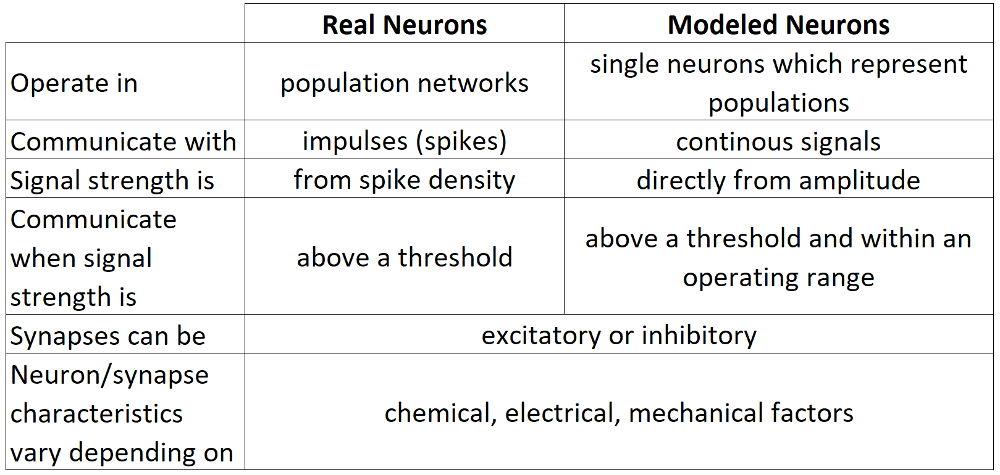 Real Neurons
Modeled Neurons
Operate in
population networks
single neurons which represent
populations
Communicate with
impulses (spikes)
continous signals
Signal strength is
from spike density
directly from amplitude
Communicate
when signal
strength is
above a threshold
above a threshold and within an
operating range
Synapses can be
excitatory or inhibitory
Neuron/synapse
characteristics
vary depending on
chemical, electrical, mechanical factors